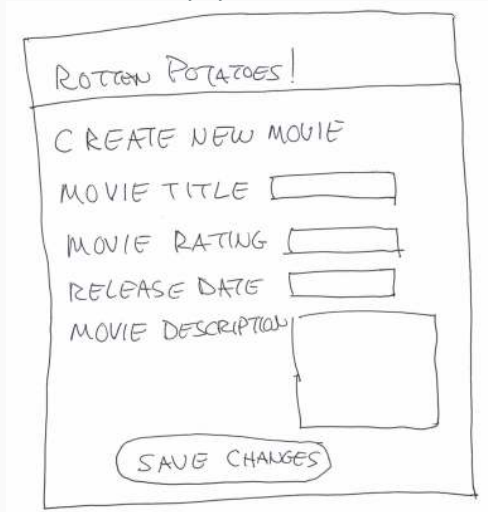 ROTTEN POTATOES!
CREATE NEW MOVIE
MOVIE TITLE
MOVIE RATING
RELEASE DATE
MOVIE DESCRIPTION
SAVE CHANGES